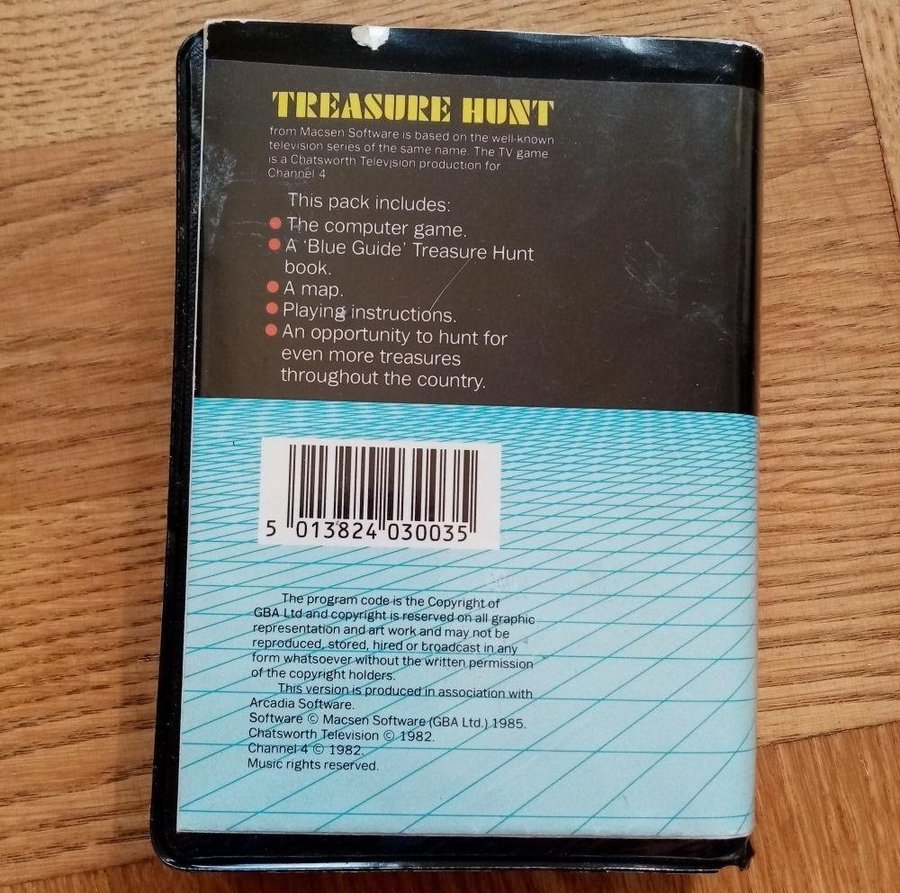 TREASURE HUNT
from Macsen Software is based on the well-known
television series of the same name. The TV game
is a Chatsworth Television production for
Channel 4
This pack includes:
● The computer game.
● A ‘Blue Guide’ Treasure Hunt
book.
● A map.
● Playing instructions.
● An opportunity to hunt for
even more treasures
throughout the country.
5 013824 030035
The program code is the Copyright of
GBA Ltd and copyright is reserved on all graphic
representation and art work and may not be
reproduced, stored, hired or broadcast in any
form whatsoever without the written permission
of the copyright holders.
This version is produced in association with
Arcadia Software.
Software © Macsen Software (GBA Ltd.) 1985.
Chatsworth Television © 1982.
Channel 4 © 1982.
Music rights reserved.